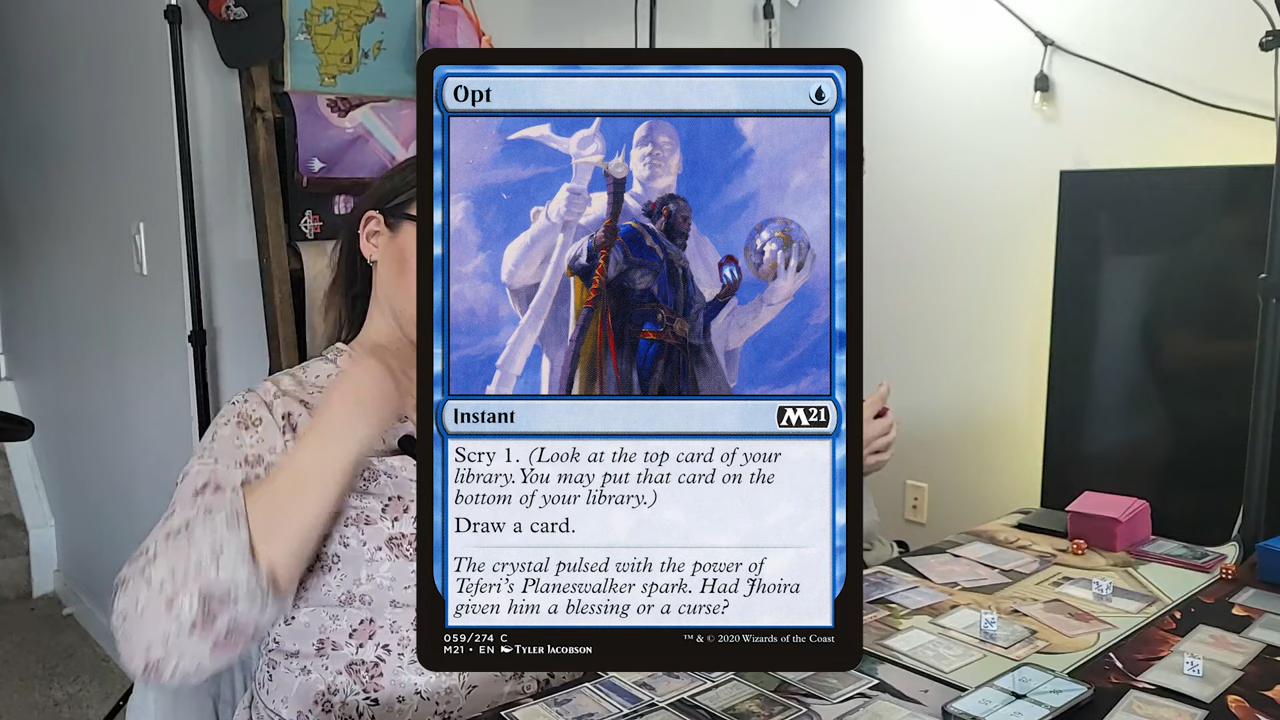 Opt
Instant
M21
Scry 1. (Look at the top card of your
library. You may put that card on the
bottom of your library.)
Draw a card.
The crystal pulsed with the power of
Teferi's Planeswalker spark. Had Jhoira
given him a blessing or a curse?
059/274 C
M21 • EN TYLER JACOBSON
™ & © 2020 Wizards of the Coast